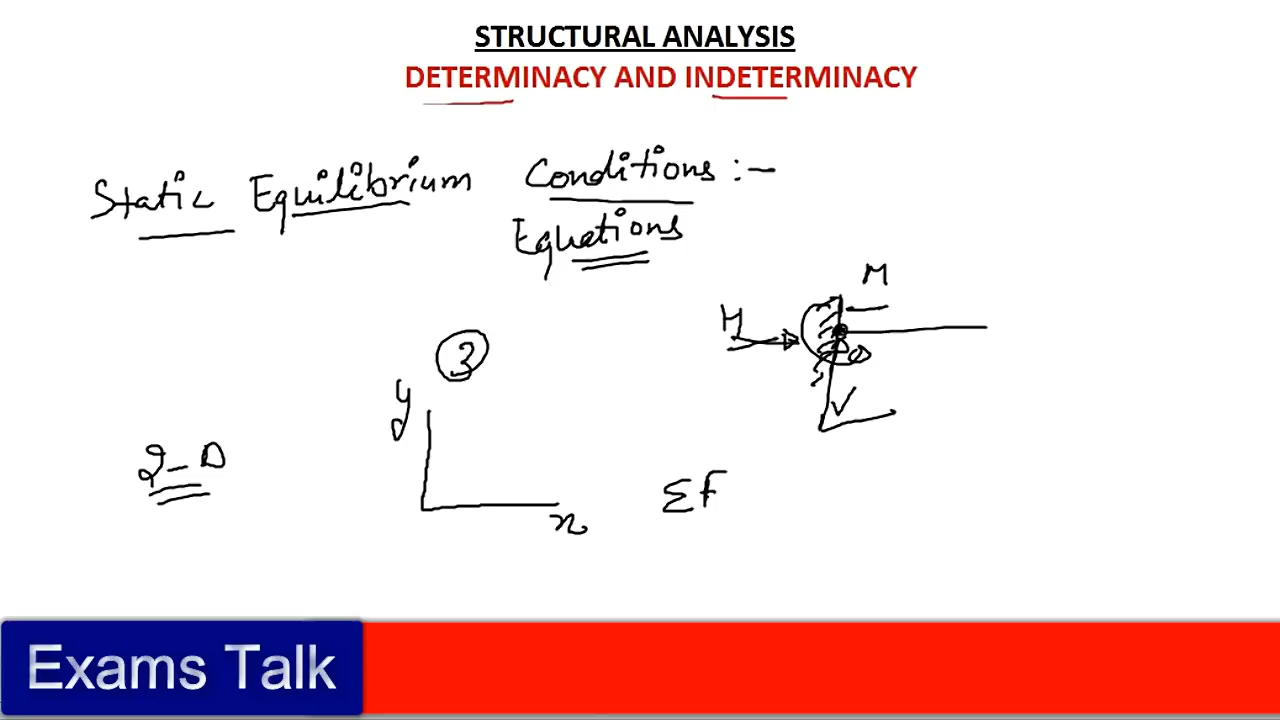 STRUCTURAL ANALYSIS
DETERMINACY AND INDETERMINACY
Static Equilibrium Conditions :-
Equations
M
H
3
y
V
2-D
ΣF
x
Exams Talk